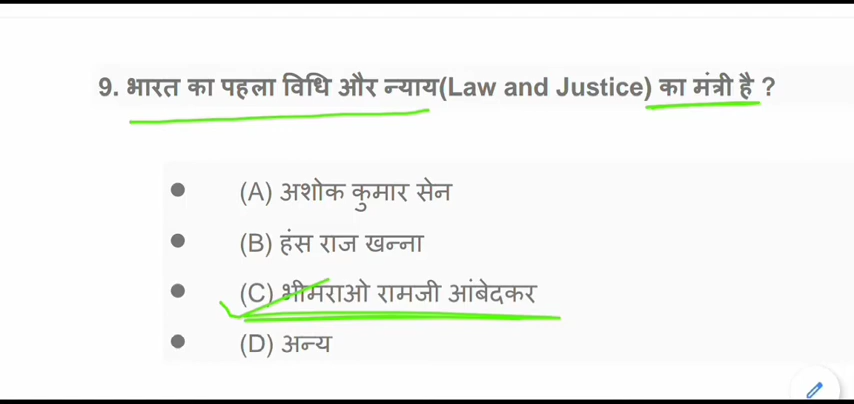 9. भारत का पहला विधि और न्याय(Law and Justice) का मंत्री है ?
(A) अशोक कुमार सेन
(B) हंस राज खन्ना
(C) भीमराओ रामजी आंबेदकर
(D) अन्य